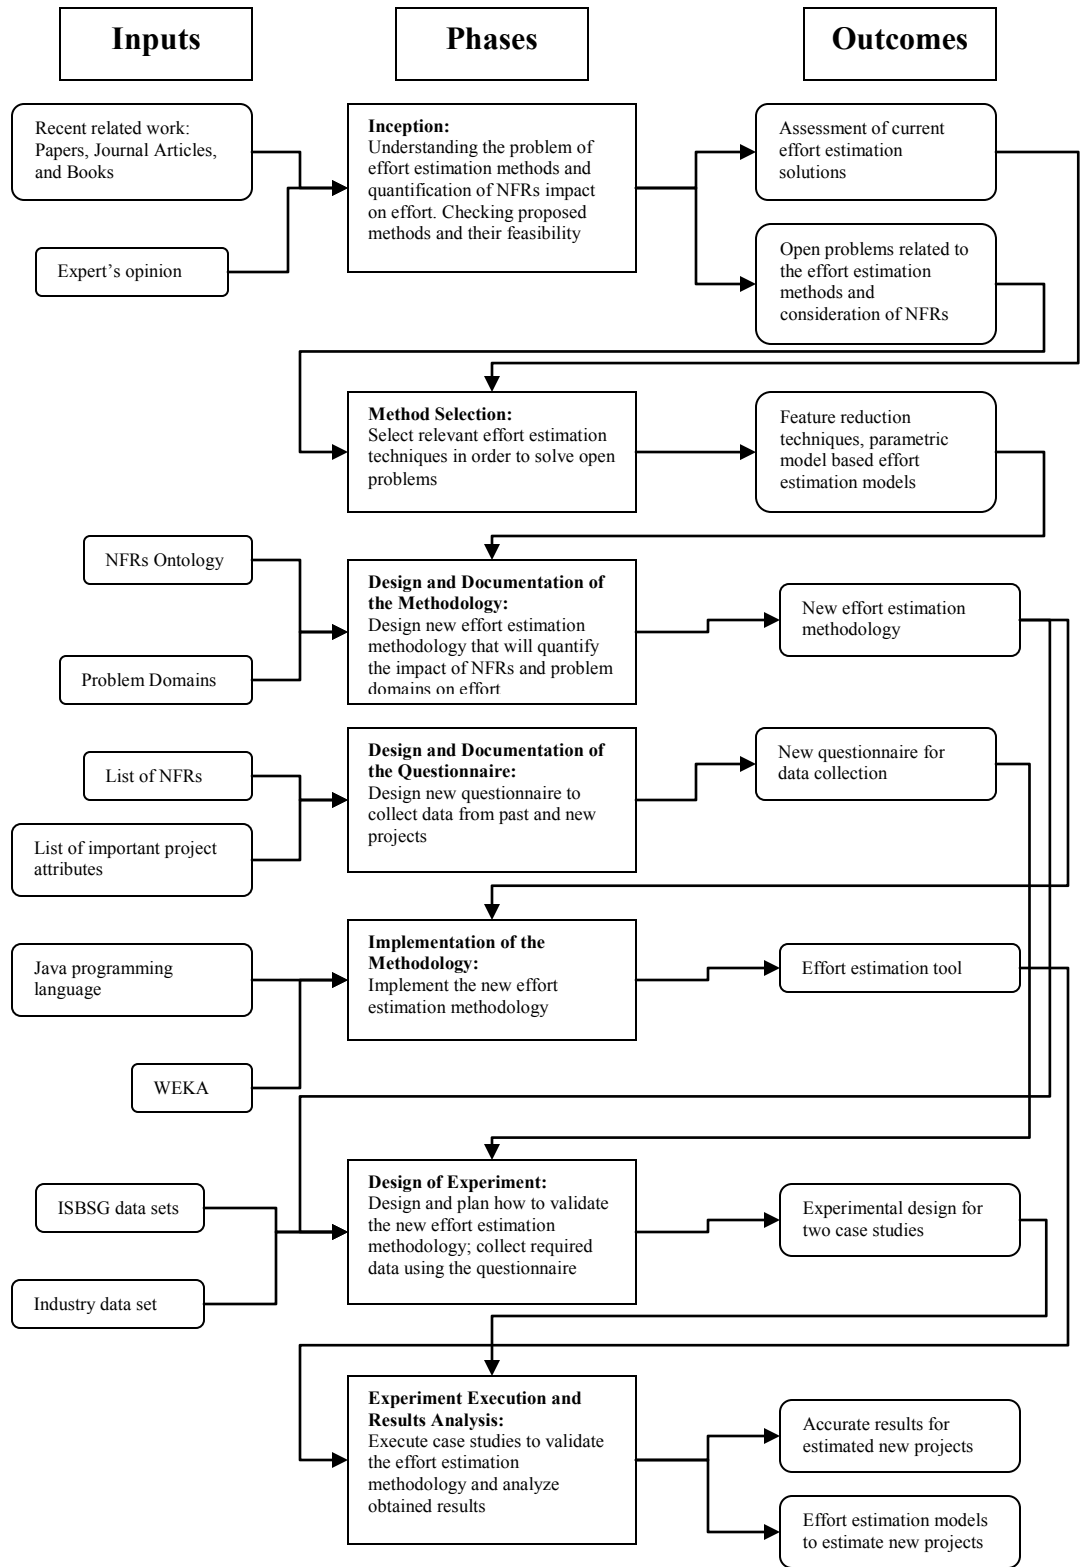 Inputs
Phases
Outcomes
Recent related work:
Papers, Journal Articles,
and Books
Expert’s opinion
Inception:
Understanding the problem of
effort estimation methods and
quantification of NFRs impact
on effort. Checking proposed
methods and their feasibility
Assessment of current
effort estimation
solutions
Open problems related to
the effort estimation
methods and
consideration of NFRs
Method Selection:
Select relevant effort estimation
techniques in order to solve open
problems
Feature reduction
techniques, parametric
model based effort
estimation models
NFRs Ontology
Problem Domains
Design and Documentation of
the Methodology:
Design new effort estimation
methodology that will quantify
the impact of NFRs and problem
domains on effort
New effort estimation
methodology
List of NFRs
List of important project
attributes
Design and Documentation of
the Questionnaire:
Design new questionnaire to
collect data from past and new
projects
New questionnaire for
data collection
Java programming
language
WEKA
Implementation of the
Methodology:
Implement the new effort
estimation methodology
Effort estimation tool
ISBSG data sets
Industry data set
Design of Experiment:
Design and plan how to validate
the new effort estimation
methodology; collect required
data using the questionnaire
Experimental design for
two case studies
Experiment Execution and
Results Analysis:
Execute case studies to validate
the effort estimation
methodology and analyze
obtained results
Accurate results for
estimated new projects
Effort estimation models
to estimate new projects